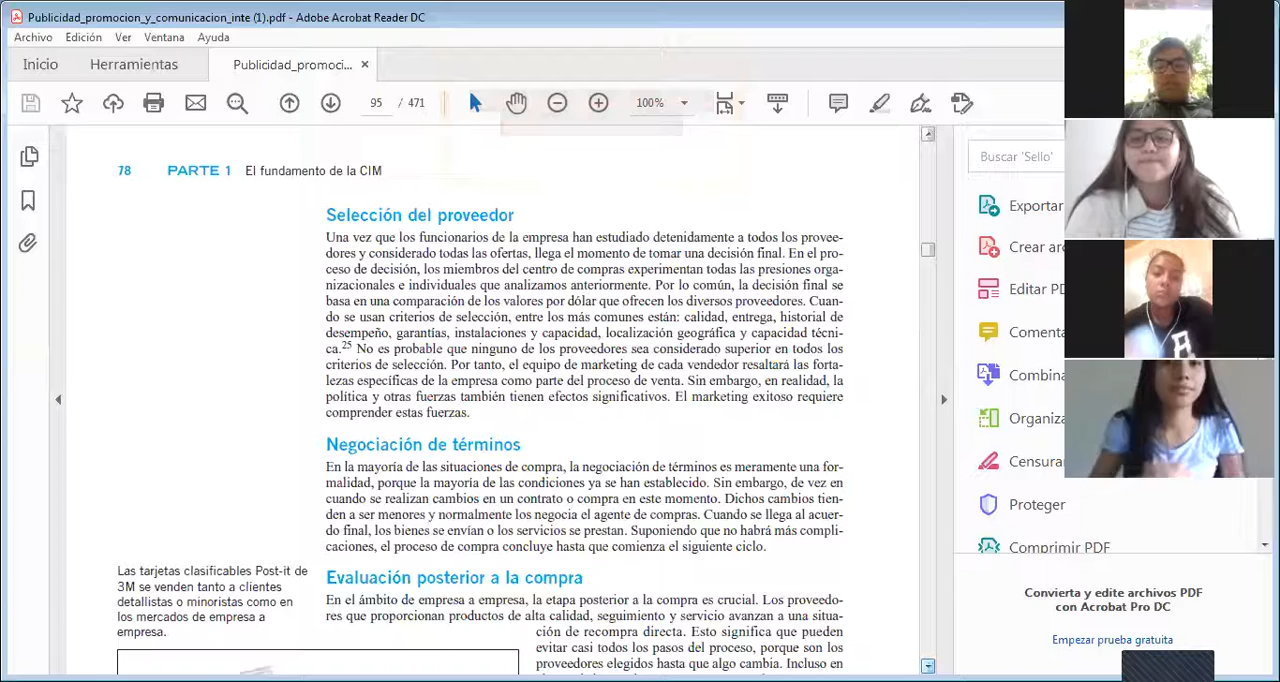 Publicidad_promocion_y_comunicacion_inte (1).pdf - Adobe Acrobat Reader DC
Archivo Edición Ver Ventana Ayuda
Inicio Herramientas Publicidad_promoci... ×
95 / 471 100%
Buscar 'Sello'
Exportar
Crear ar
Editar PD
Comenta
Combina
Organiza
Censura
Proteger
Comprimir PDF
Convierta y edite archivos PDF
con Acrobat Pro DC
Empezar prueba gratuita
78 PARTE 1 El fundamento de la CIM
Selección del proveedor
Una vez que los funcionarios de la empresa han estudiado detenidamente a todos los provee-
dores y considerado todas las ofertas, llega el momento de tomar una decisión final. En el pro-
ceso de decisión, los miembros del centro de compras experimentan todas las presiones orga-
nizacionales e individuales que analizamos anteriormente. Por lo común, la decisión final se
basa en una comparación de los valores por dólar que ofrecen los diversos proveedores. Cuan-
do se usan criterios de selección, entre los más comunes están: calidad, entrega, historial de
desempeño, garantías, instalaciones y capacidad, localización geográfica y capacidad técni-
ca.25 No es probable que ninguno de los proveedores sea considerado superior en todos los
criterios de selección. Por tanto, el equipo de marketing de cada vendedor resaltará las forta-
lezas específicas de la empresa como parte del proceso de venta. Sin embargo, en realidad, la
política y otras fuerzas también tienen efectos significativos. El marketing exitoso requiere
comprender estas fuerzas.
Negociación de términos
En la mayoría de las situaciones de compra, la negociación de términos es meramente una for-
malidad, porque la mayoría de las condiciones ya se han establecido. Sin embargo, de vez en
cuando se realizan cambios en un contrato o compra en este momento. Dichos cambios tien-
den a ser menores y normalmente los negocia el agente de compras. Cuando se llega al acuer-
do final, los bienes se envían o los servicios se prestan. Suponiendo que no habrá más compli-
caciones, el proceso de compra concluye hasta que comienza el siguiente ciclo.
Las tarjetas clasificables Post-it de
3M se venden tanto a clientes
detallistas o minoristas como en
los mercados de empresa a
empresa.
Evaluación posterior a la compra
En el ámbito de empresa a empresa, la etapa posterior a la compra es crucial. Los proveedo-
res que proporcionan productos de alta calidad, seguimiento y servicio avanzan a una situa-
ción de recompra directa. Esto significa que pueden
evitar casi todos los pasos del proceso, porque son los
proveedores elegidos hasta que algo cambia. Incluso en